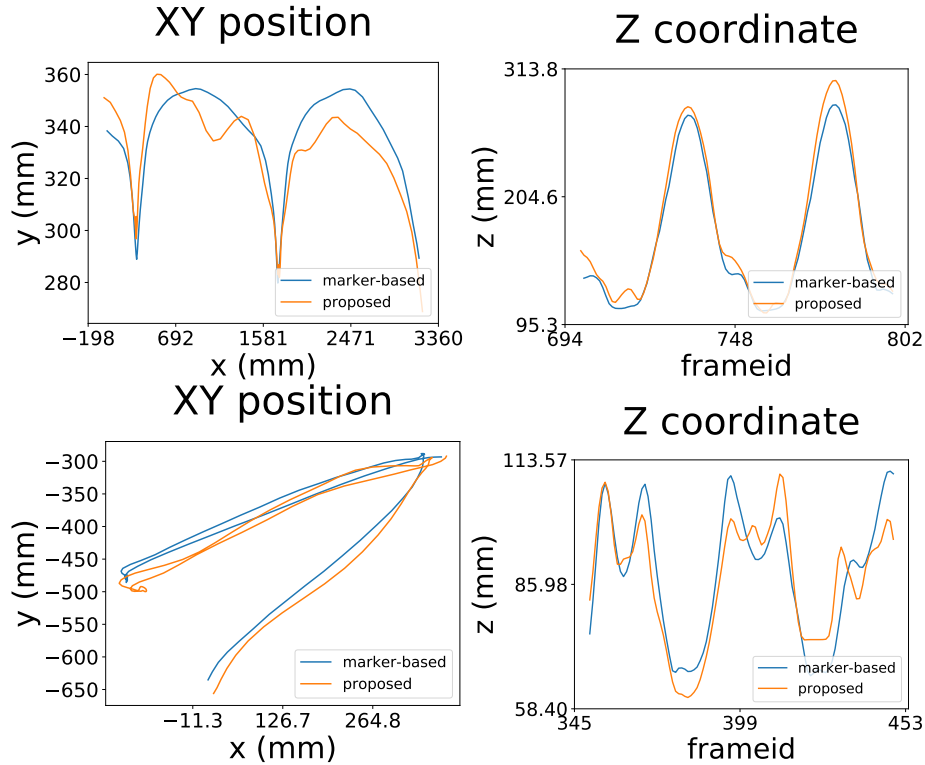 XY position
360
340
320
300
280
y (mm)
−198 692 1581 2471 3360
x (mm)
marker-based
proposed
Z coordinate
313.8
204.6
95.3
z (mm)
694 748 802
frameid
marker-based
proposed
XY position
−300
−350
−400
−450
−500
−550
−600
−650
y (mm)
−11.3 126.7 264.8
x (mm)
marker-based
proposed
Z coordinate
113.57
85.98
58.40
z (mm)
345 399 453
frameid
marker-based
proposed